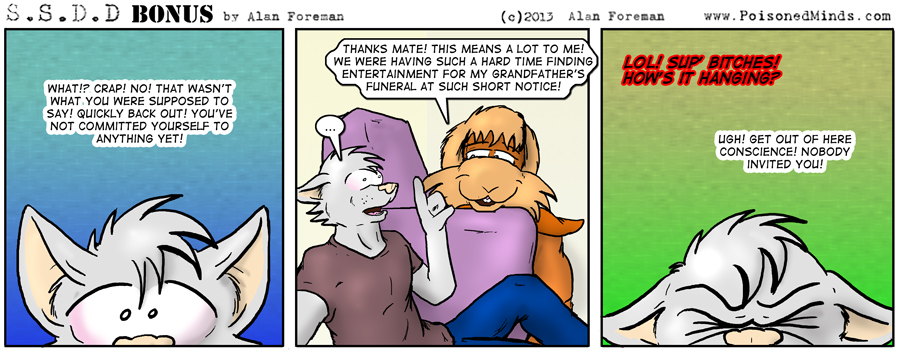 S.S.D.D BONUS by Alan Foreman (c)2013 Alan Foreman www.PoisonedMinds.com
WHAT!? CRAP! NO! THAT WASN'T
WHAT YOU WERE SUPPOSED TO
SAY! QUICKLY BACK OUT! YOU'VE
NOT COMMITTED YOURSELF TO
ANYTHING YET!
THANKS MATE! THIS MEANS A LOT TO ME!
WE WERE HAVING SUCH A HARD TIME FINDING
ENTERTAINMENT FOR MY GRANDFATHER'S
FUNERAL AT SUCH SHORT NOTICE!
...
LOL! SUP' BITCHES!
HOW'S IT HANGING?
UGH! GET OUT OF HERE
CONSCIENCE! NOBODY
INVITED YOU!